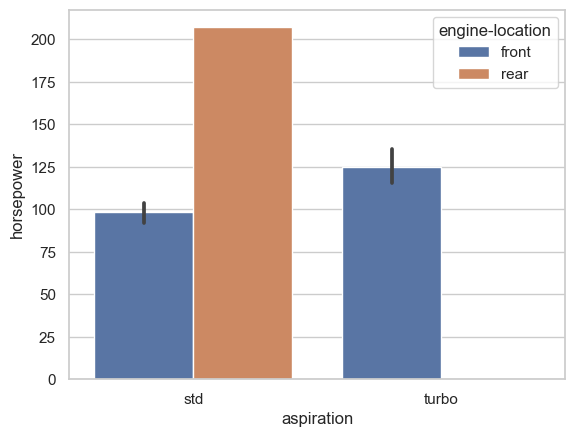 engine-location
front
rear
200
175
150
125
100
75
50
25
0
horsepower
std
turbo
aspiration